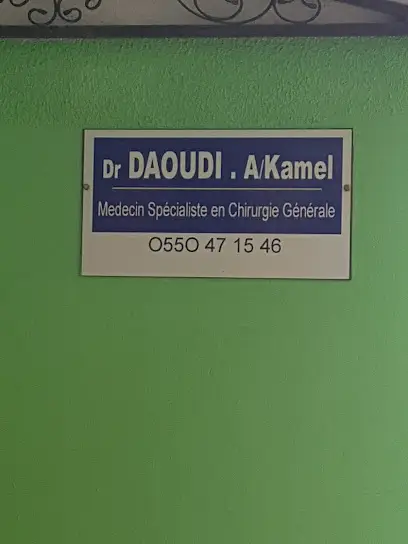 Dr DAOUDI . A/Kamel
Medecin Spécialiste en Chirurgie Générale
0550 47 15 46